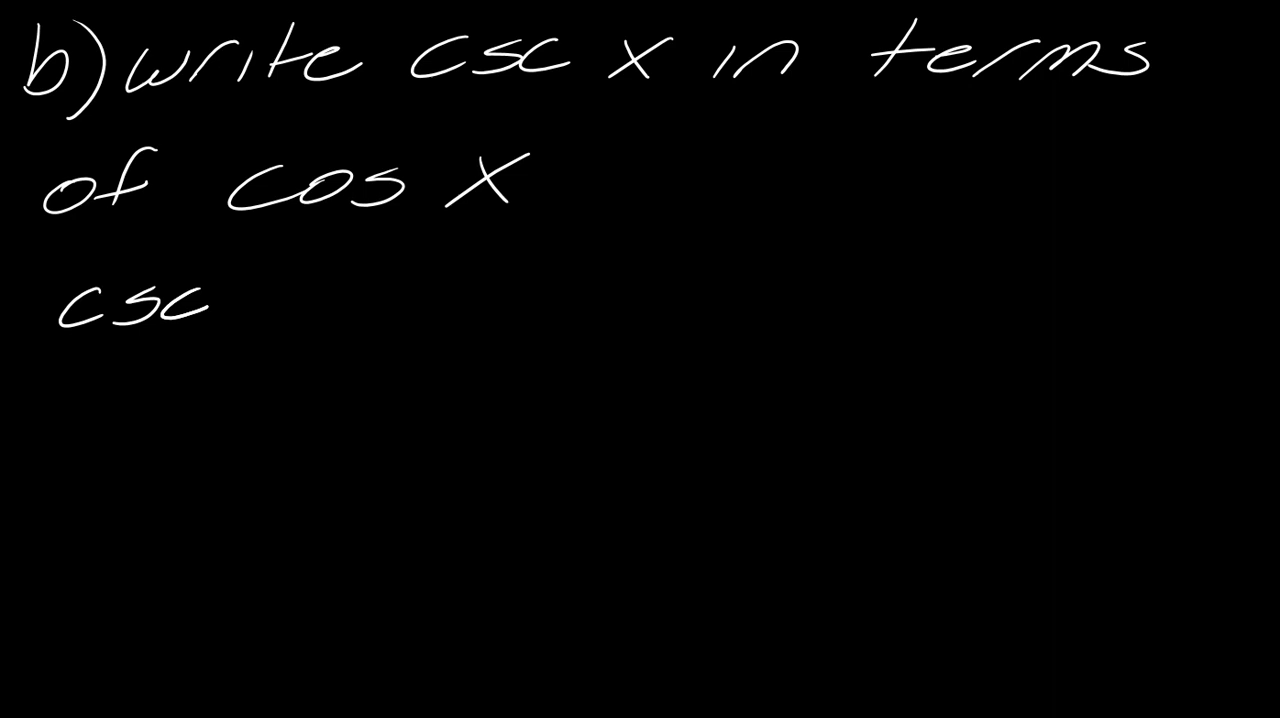 b) write csc x in terms
of cos x
csc